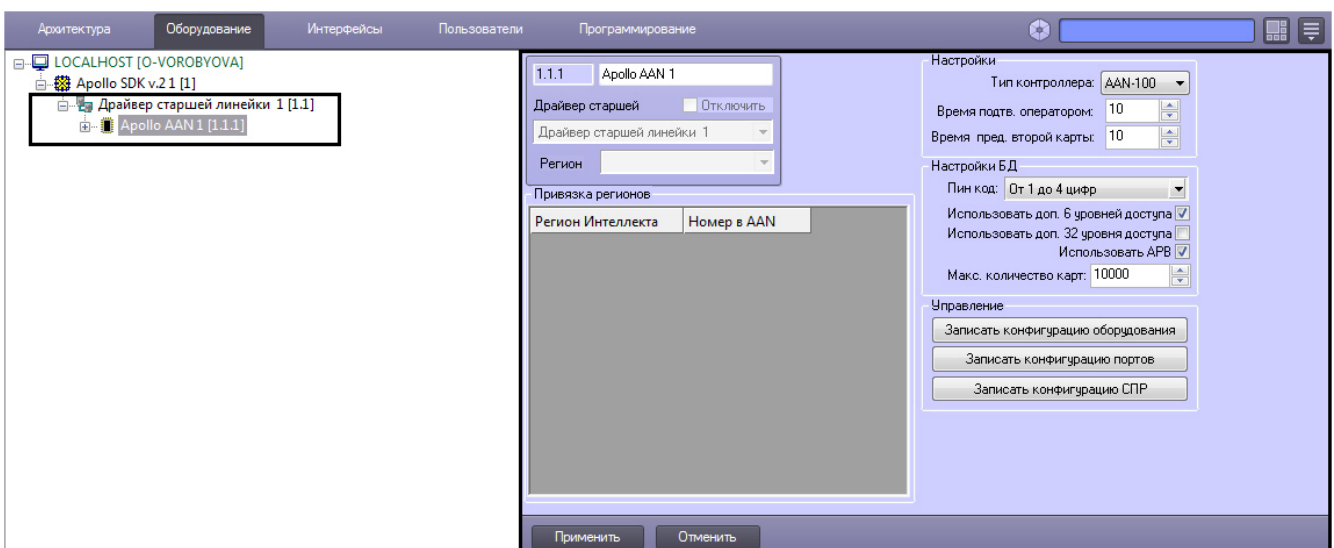 Архитектура Оборудование Интерфейсы Пользователи Программирование
LOCALHOST [O-VOROBYOVA]
Apollo SDK v.2 1 [1]
Драйвер старшей линейки 1 [1.1]
Apollo AAN 1 [1.1.1]
1.1.1 Apollo AAN 1
Драйвер старшей Отключить
Драйвер старшей линейки 1
Регион
Привязка регионов
Регион Интеллекта Номер в AAN
Настройки
Тип контроллера: AAN-100
Время подтв. оператором: 10
Время пред. второй карты: 10
Настройки БД
Пин код: От 1 до 4 цифр
Использовать доп. 6 уровней доступа
Использовать доп. 32 уровня доступа
Использовать APB
Макс. количество карт: 10000
Управление
Записать конфигурацию оборудования
Записать конфигурацию портов
Записать конфигурацию СПР
Применить Отменить